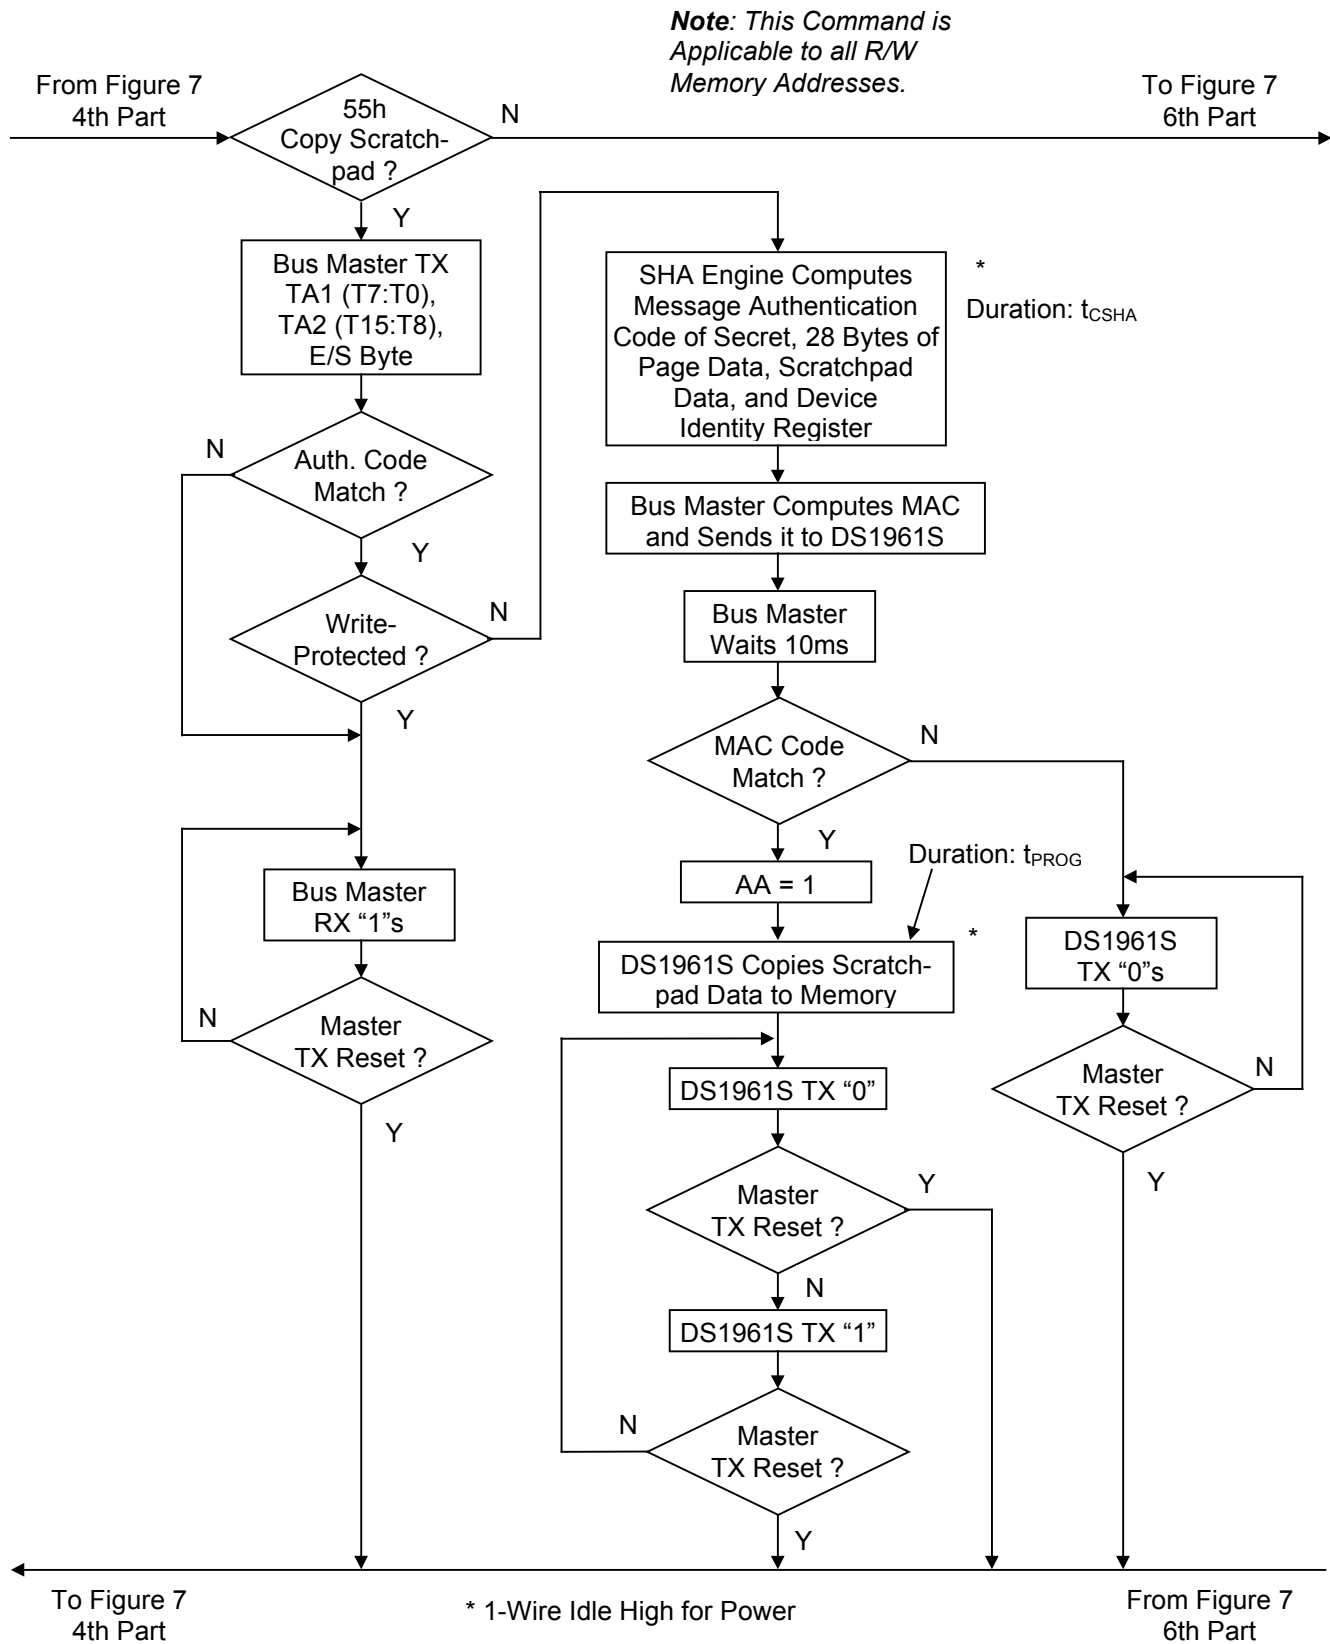 Note: This Command is
Applicable to all R/W
Memory Addresses.
From Figure 7
4th Part
55h
Copy Scratch-
pad ?
N
To Figure 7
6th Part
Y
Bus Master TX
TA1 (T7:T0),
TA2 (T15:T8),
E/S Byte
N
Auth. Code
Match ?
Y
Write-
Protected ?
N
Y
Bus Master
RX “1”s
N
Master
TX Reset ?
Y
SHA Engine Computes
Message Authentication
Code of Secret, 28 Bytes of
Page Data, Scratchpad
Data, and Device
Identity Register
*
Duration: tCSHA
Bus Master Computes MAC
and Sends it to DS1961S
Bus Master
Waits 10ms
MAC Code
Match ?
N
Y
AA = 1
Duration: tPROG
*
DS1961S Copies Scratch-
pad Data to Memory
DS1961S TX “0”
Master
TX Reset ?
Y
N
DS1961S TX “1”
N
Master
TX Reset ?
Y
DS1961S
TX “0”s
Master
TX Reset ?
N
Y
To Figure 7
4th Part
* 1-Wire Idle High for Power
From Figure 7
6th Part